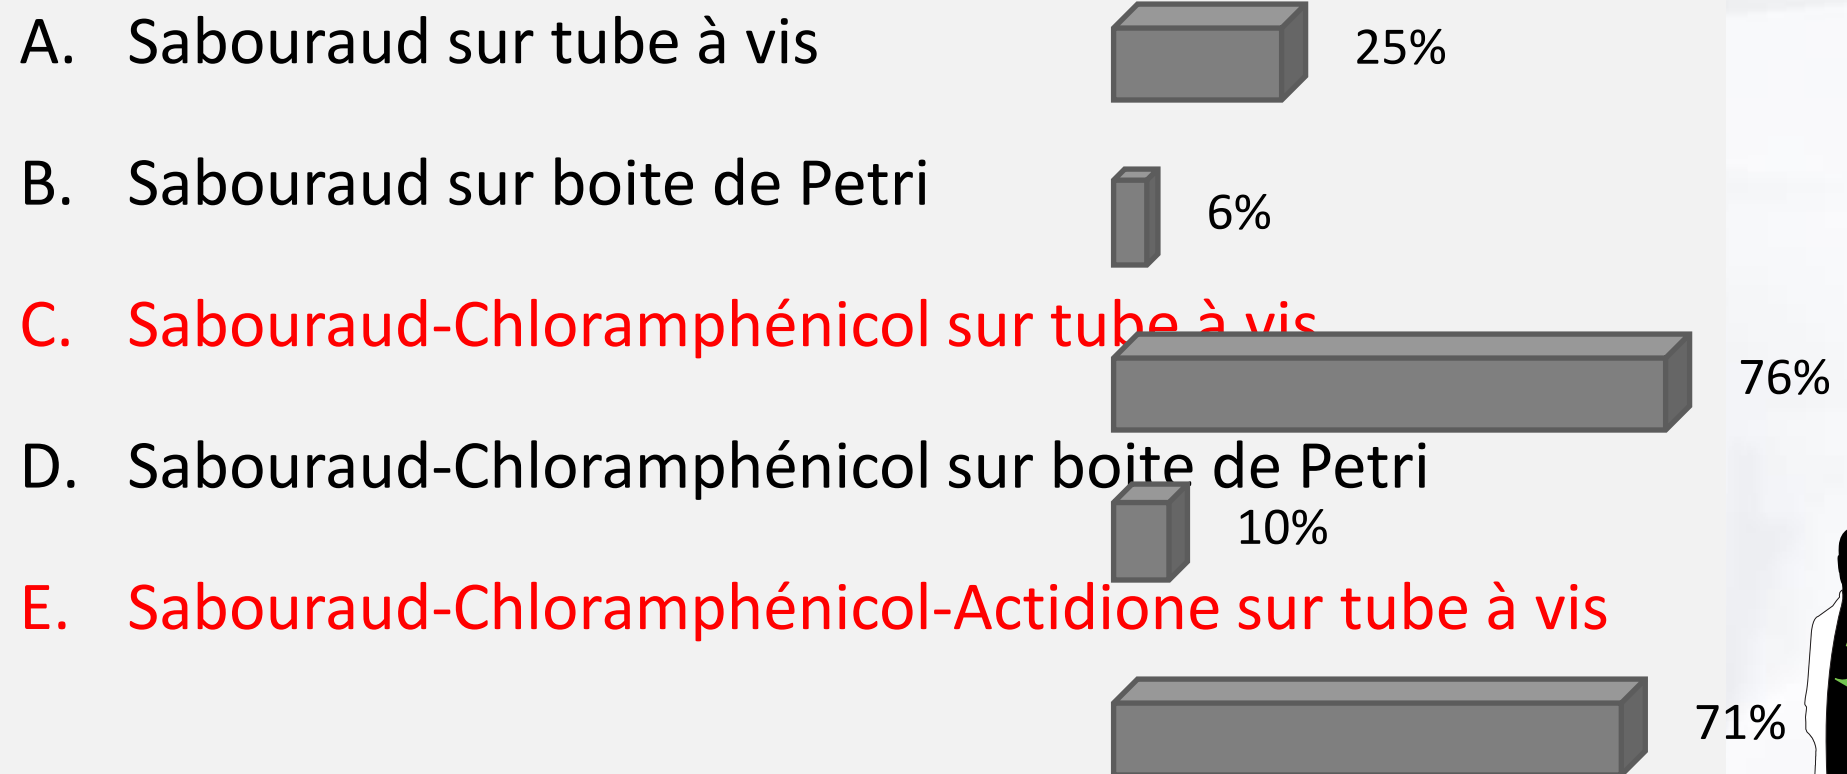 A. Sabouraud sur tube à vis
25%
B. Sabouraud sur boite de Petri
6%
C. Sabouraud-Chloramphénicol sur tube à vis
76%
D. Sabouraud-Chloramphénicol sur boite de Petri
10%
E. Sabouraud-Chloramphénicol-Actidione sur tube à vis
71%